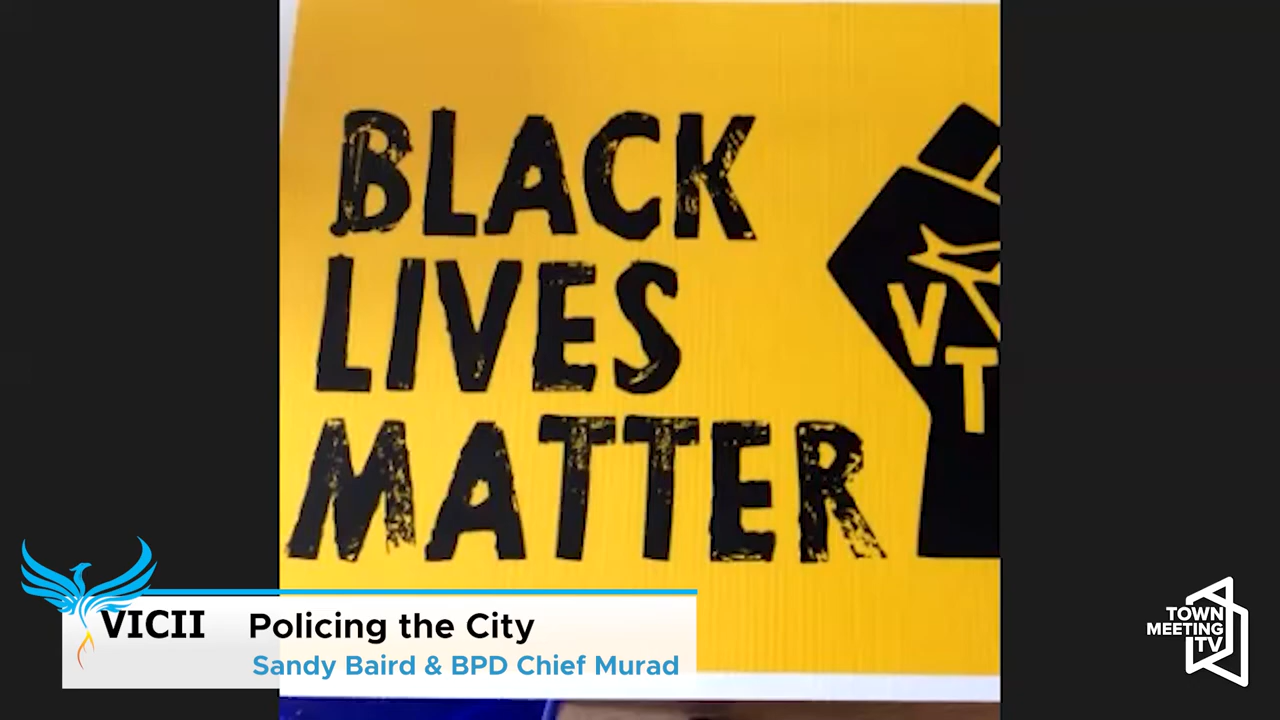 BLACK
LIVES
MATTER
VT
VICII
Policing the City
Sandy Baird & BPD Chief Murad
TOWN
MEETING
TV